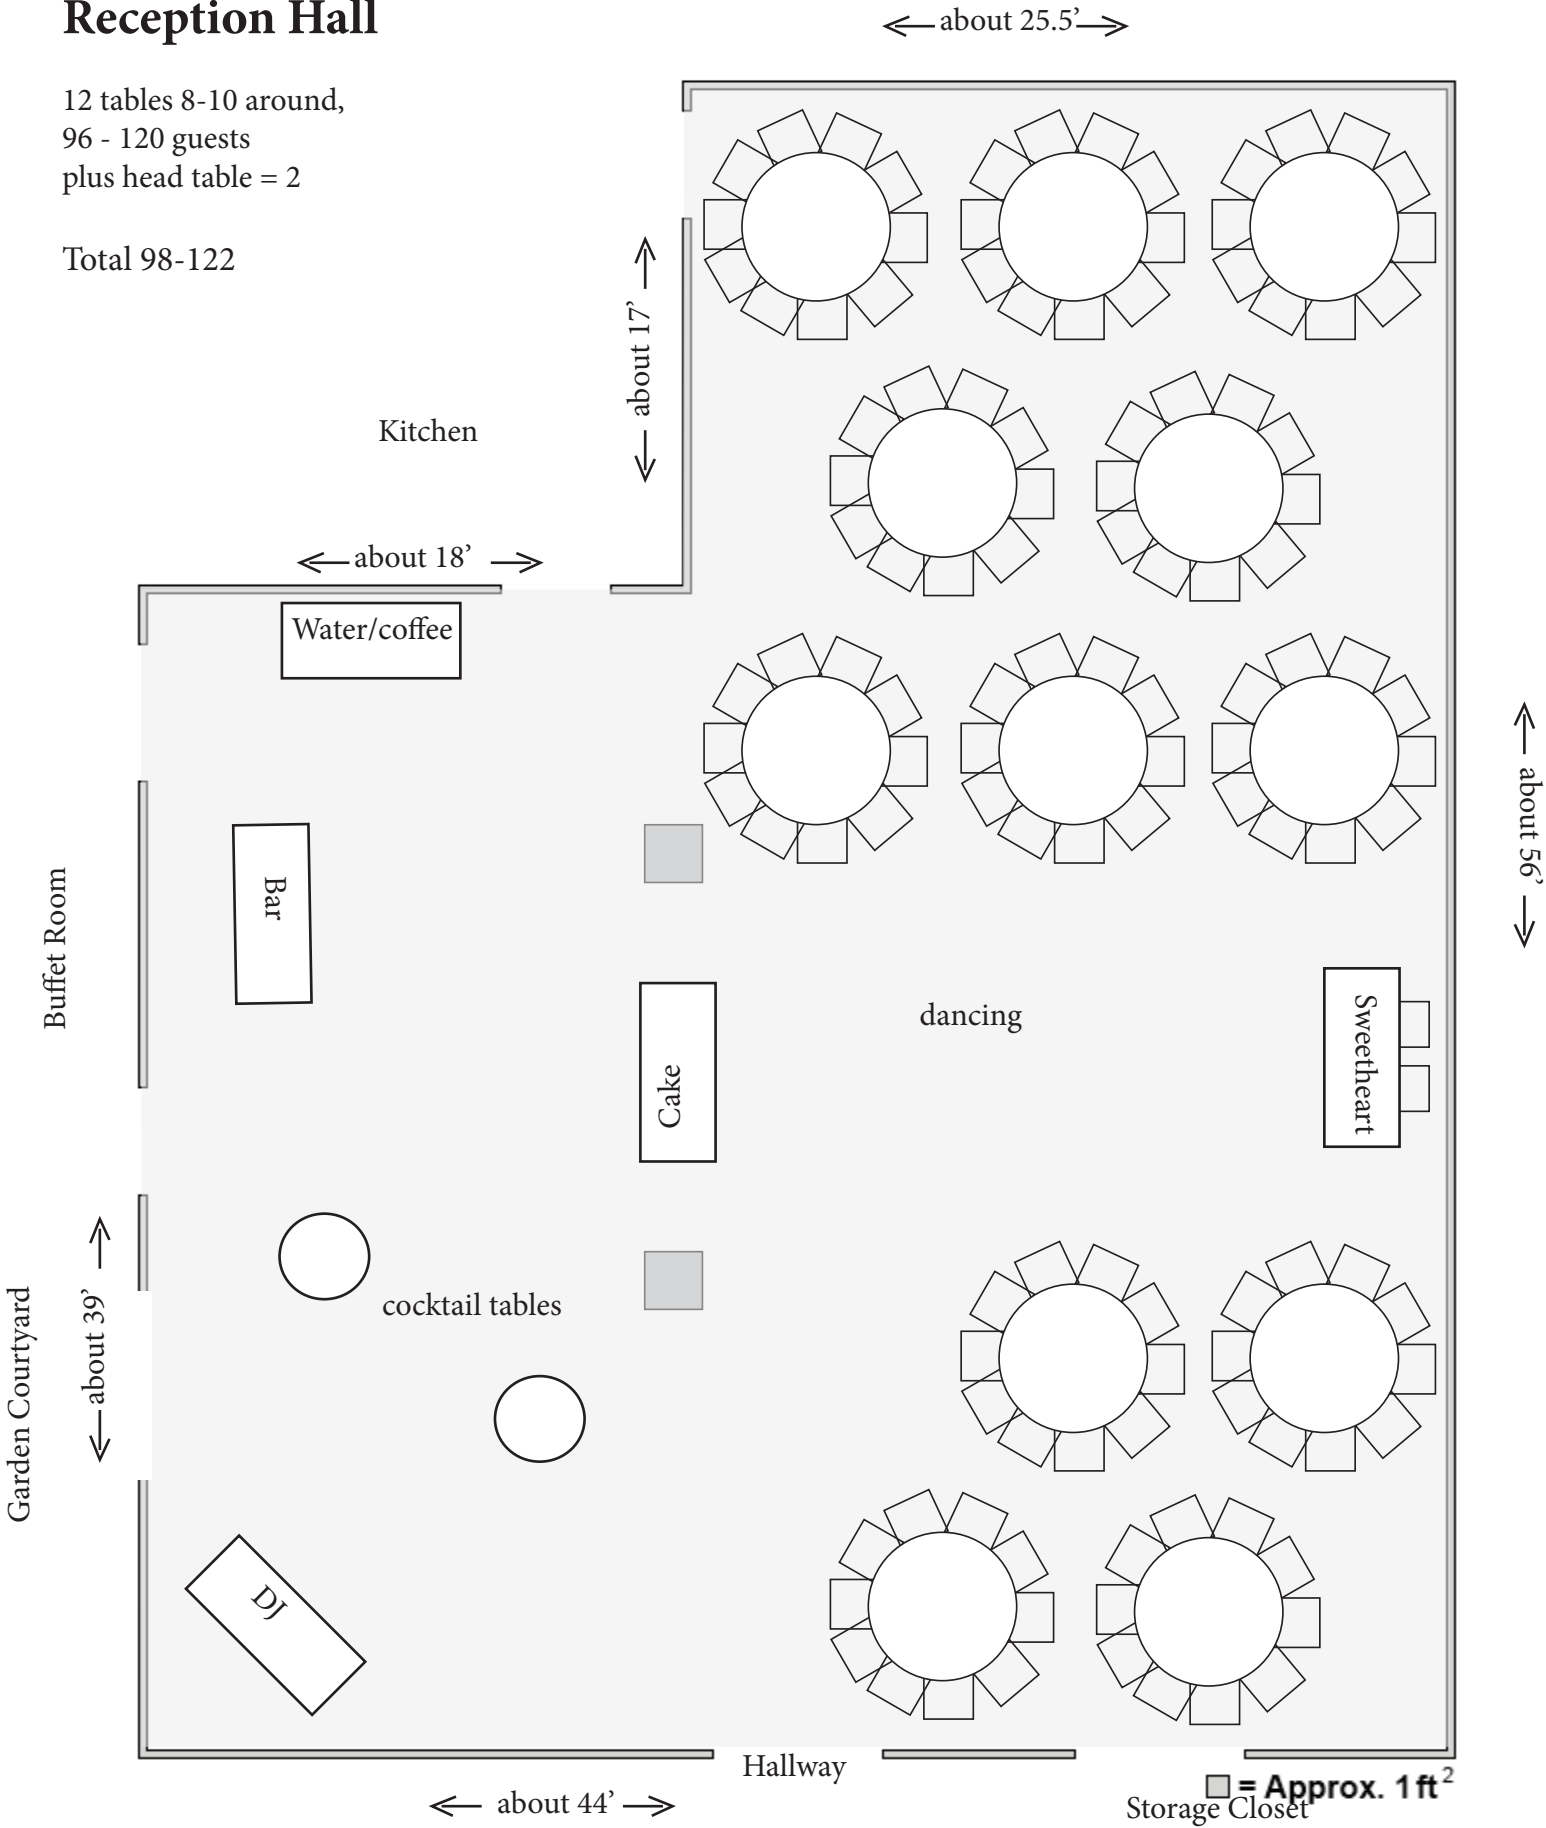 Reception Hall
about 25.5’
12 tables 8-10 around,
96 - 120 guests
plus head table = 2
Total 98-122
about 17’
Kitchen
about 18’
Water/coffee
about 56’
Bar
Buffet Room
dancing
Sweetheart
Cake
cocktail tables
Garden Courtyard
about 39’
DJ
Hallway
= Approx. 1 ft2
about 44’
Storage Closet